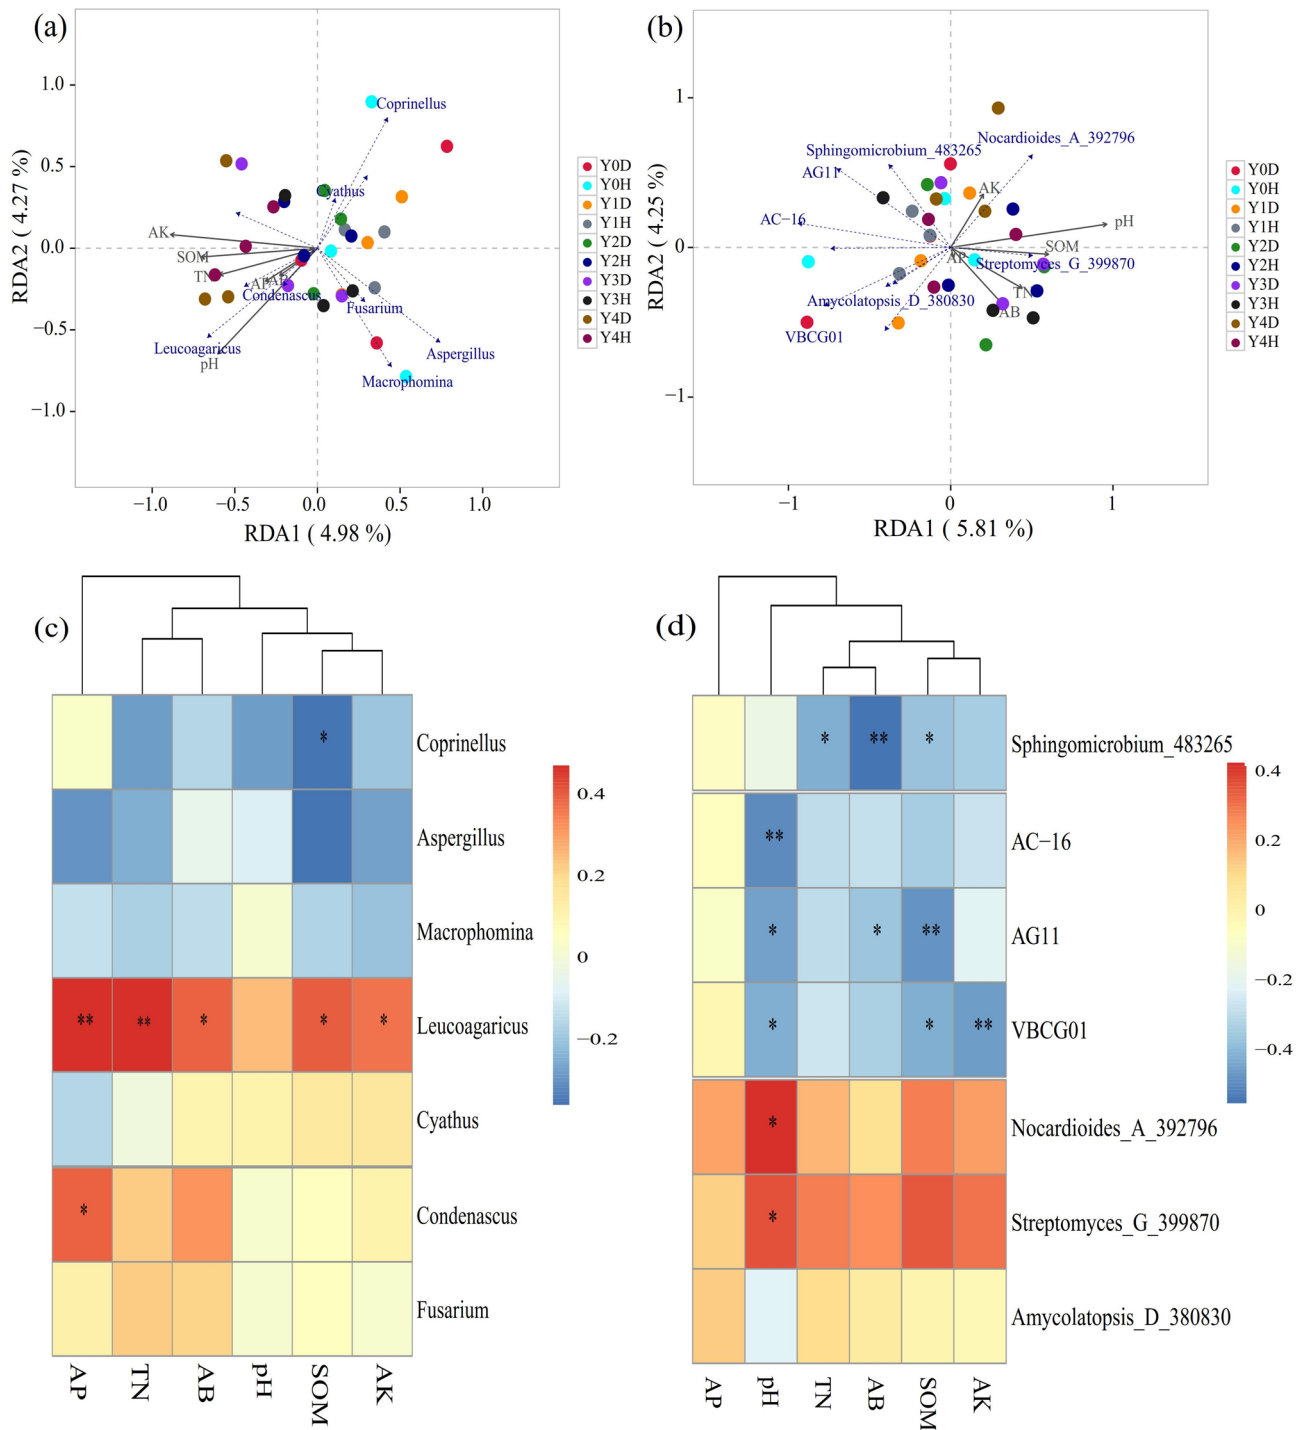 (a)
1.0
0.5
0.0
−0.5
−1.0
RDA2 ( 4.27 %)
−1.0
−0.5
0.0
0.5
1.0
RDA1 ( 4.98 %)
Coprinellus
Cyathus
AK
SOM
TN
Condenascus
Fusarium
Leucoagaricus
pH
Aspergillus
Macrophomina
Y0D
Y0H
Y1D
Y1H
Y2D
Y2H
Y3D
Y3H
Y4D
Y4H
(b)
1
0
−1
RDA2 ( 4.25 %)
−1
0
1
RDA1 ( 5.81 %)
Nocardioides_A_392796
Sphingomicrobium_483265
AG11
AK
AC−16
pH
SOM
AP
Streptomyces_G_399870
TN
Amycolatopsis_D_380830
AB
VBCG01
Y0D
Y0H
Y1D
Y1H
Y2D
Y2H
Y3D
Y3H
Y4D
Y4H
(c)
*
Coprinellus
Aspergillus
Macrophomina
** ** * * *
Leucoagaricus
Cyathus
*
Condenascus
Fusarium
AP
TN
AB
pH
SOM
AK
0.4
0.2
0
−0.2
(d)
* ** *
Sphingomicrobium_483265
**
AC−16
* * **
AG11
* * **
VBCG01
*
Nocardioides_A_392796
*
Streptomyces_G_399870
Amycolatopsis_D_380830
AP
pH
TN
AB
SOM
AK
0.4
0.2
0
−0.2
−0.4